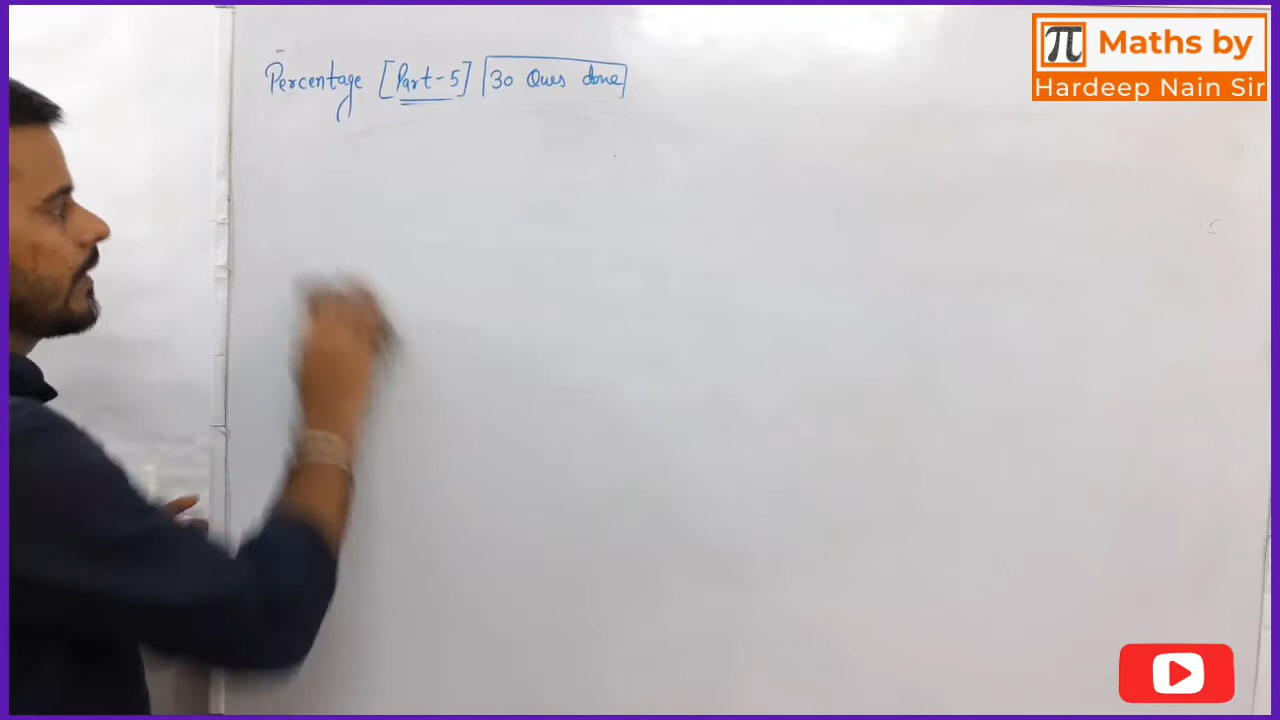 Percentage [Part-5] 30 Ques done
π Maths by
Hardeep Nain Sir